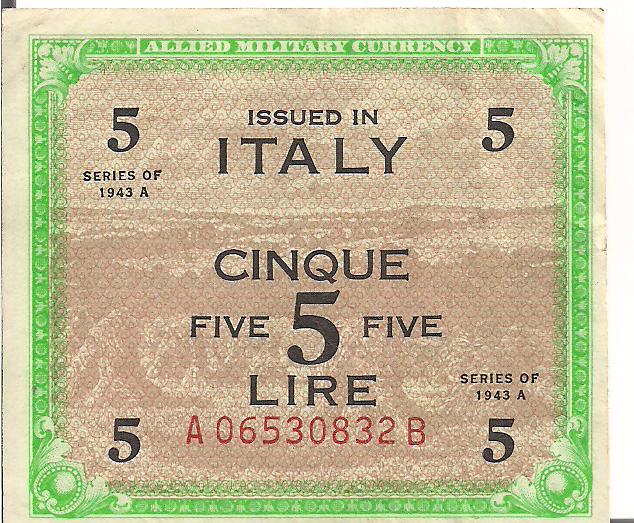 ALLIED MILITARY CURRENCY
5 ISSUED IN 5
ITALY
SERIES OF
1943 A
CINQUE
FIVE 5 FIVE
LIRE
SERIES OF
1943 A
5 A 06530832 B 5